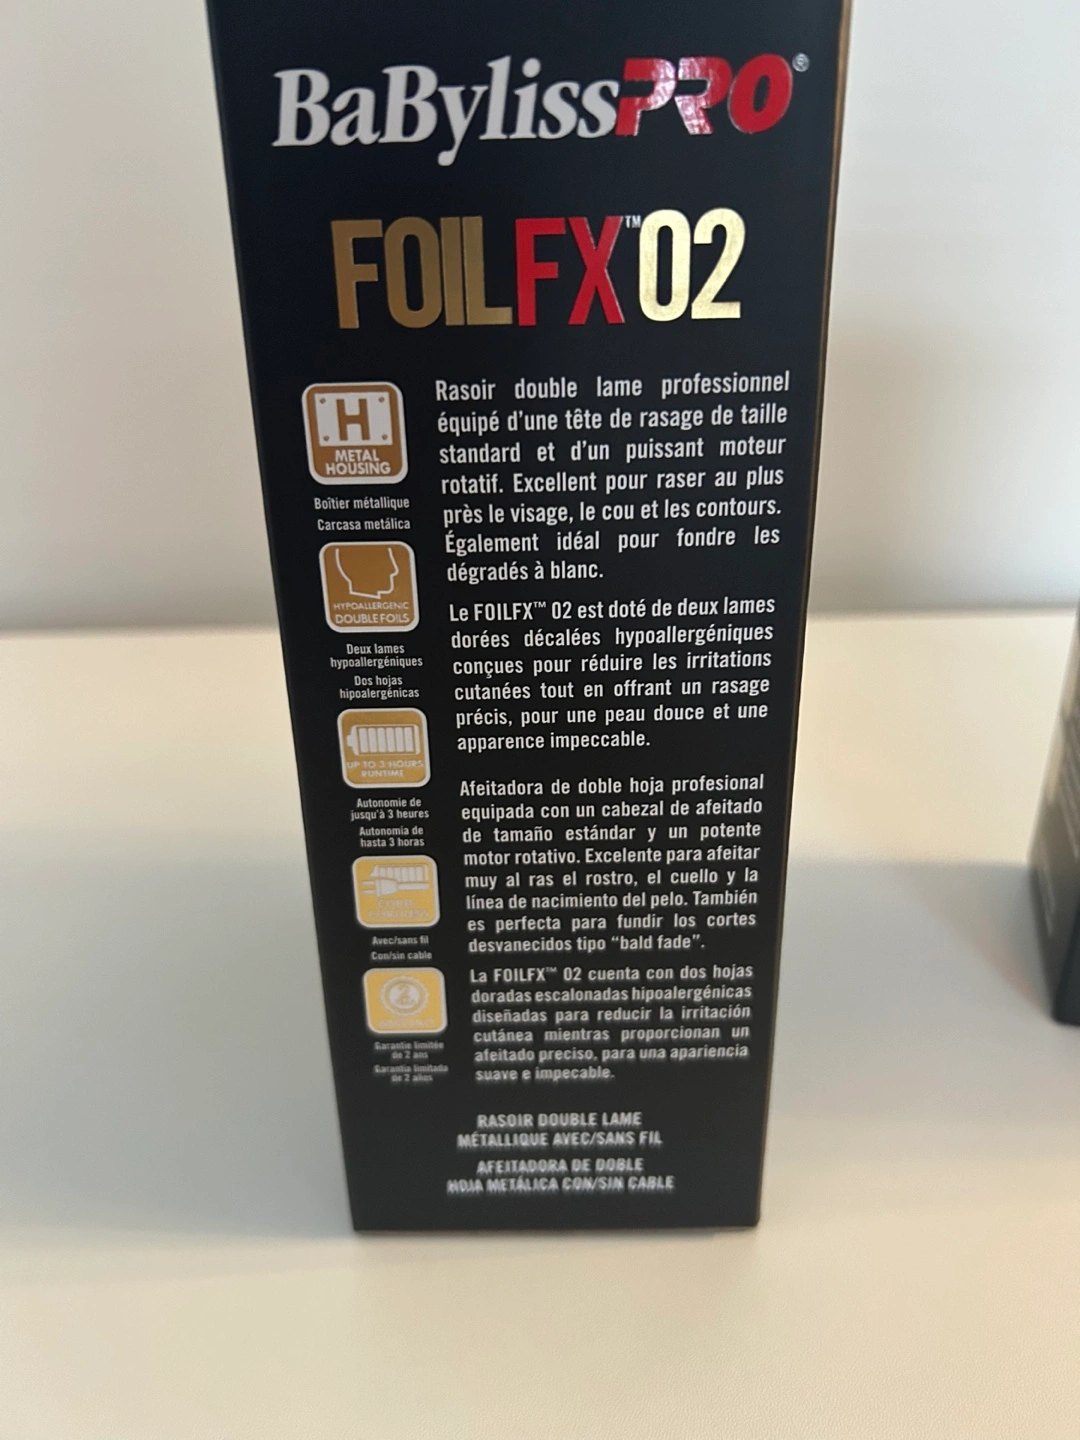 BaBylissPRO®
FOILFX™02
METAL
HOUSING
Boîtier métallique
Carcasa metálica
HYPOALLERGENIC
DOUBLE FOILS
Deux lames
hypoallergéniques
Dos hojas
hipoalergénicas
UP TO 3 HOURS
RUNTIME
Autonomie de
jusqu'à 3 heures
Autonomía de
hasta 3 horas
Avec/sans fil
Con/sin cable
Garantie limitée
de 2 ans
Garantía limitada
de 2 años
Rasoir double lame professionnel
équipé d'une tête de rasage de taille
standard et d'un puissant moteur
rotatif. Excellent pour raser au plus
près le visage, le cou et les contours.
Également idéal pour fondre les
dégradés à blanc.
Le FOILFX™ 02 est doté de deux lames
dorées décalées hypoallergéniques
conçues pour réduire les irritations
cutanées tout en offrant un rasage
précis, pour une peau douce et une
apparence impeccable.
Afeitadora de doble hoja profesional
equipada con un cabezal de afeitado
de tamaño estándar y un potente
motor rotativo. Excelente para afeitar
muy al ras el rostro, el cuello y la
línea de nacimiento del pelo. También
es perfecta para fundir los cortes
desvanecidos tipo “bald fade”.
La FOILFX™ 02 cuenta con dos hojas
doradas escalonadas hipoalergénicas
diseñadas para reducir la irritación
cutánea mientras proporcionan un
afeitado preciso, para una apariencia
suave e impecable.
RASOIR DOUBLE LAME
MÉTALLIQUE AVEC/SANS FIL
AFEITADORA DE DOBLE
HOJA METÁLICA CON/SIN CABLE